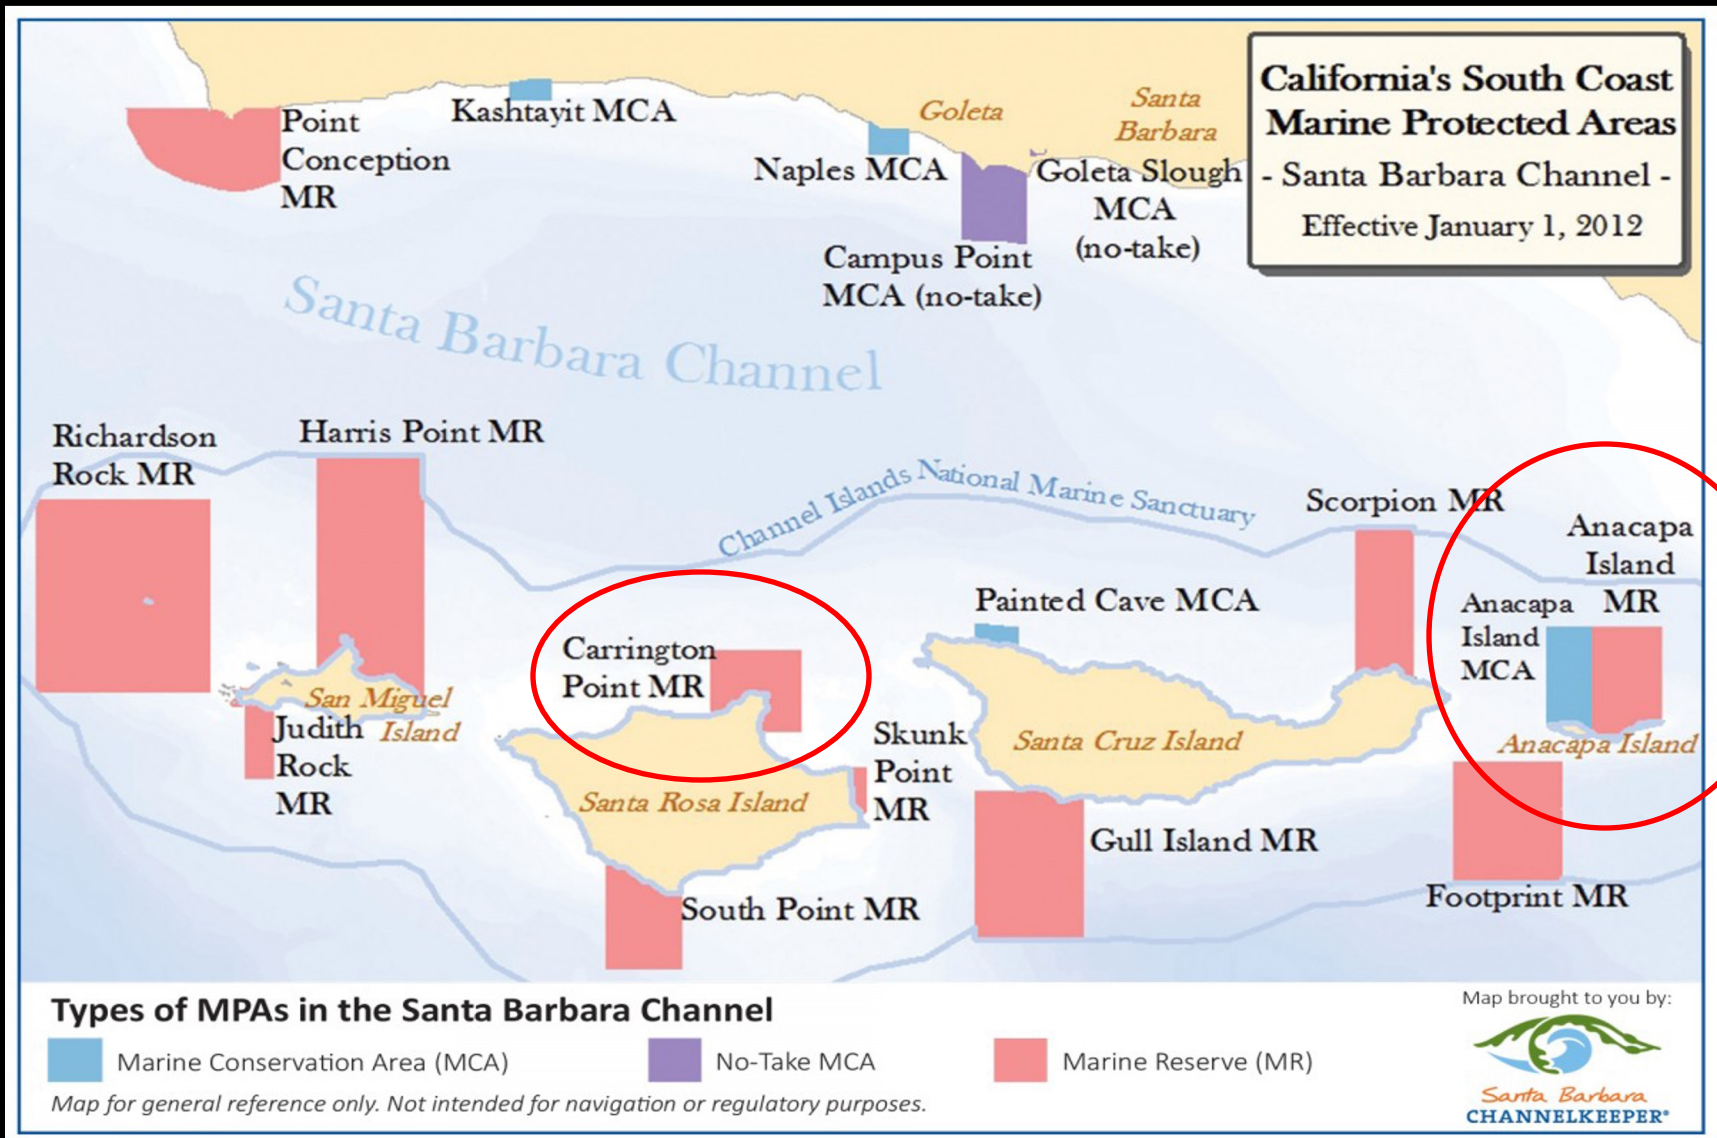 California's South Coast
Marine Protected Areas
- Santa Barbara Channel -
Effective January 1, 2012
Point
Conception
MR
Kashtayit MCA
Goleta
Santa
Barbara
Naples MCA
Goleta Slough
MCA
(no-take)
Campus Point
MCA (no-take)
Santa Barbara Channel
Richardson
Rock MR
Harris Point MR
Channel Islands National Marine Sanctuary
Scorpion MR
Anacapa
Island
MR
Anacapa
Island
MCA
Painted Cave MCA
Carrington
Point MR
San Miguel
Island
Judith
Rock
MR
Skunk
Point
MR
Santa Cruz Island
Anacapa Island
Santa Rosa Island
Gull Island MR
Footprint MR
South Point MR
Types of MPAs in the Santa Barbara Channel
Marine Conservation Area (MCA)
No-Take MCA
Marine Reserve (MR)
Map for general reference only. Not intended for navigation or regulatory purposes.
Map brought to you by:
Santa Barbara
CHANNELKEEPER®